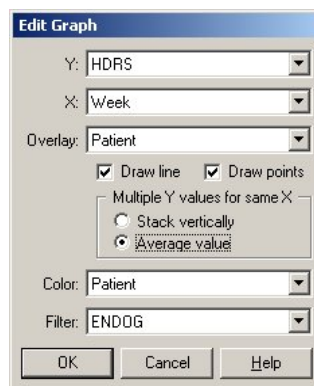 Edit Graph
Y: HDRS
X: Week
Overlay: Patient
Draw line Draw points
Multiple Y values for same X
Stack vertically
Average value
Color: Patient
Filter: ENDOG
OK Cancel Help